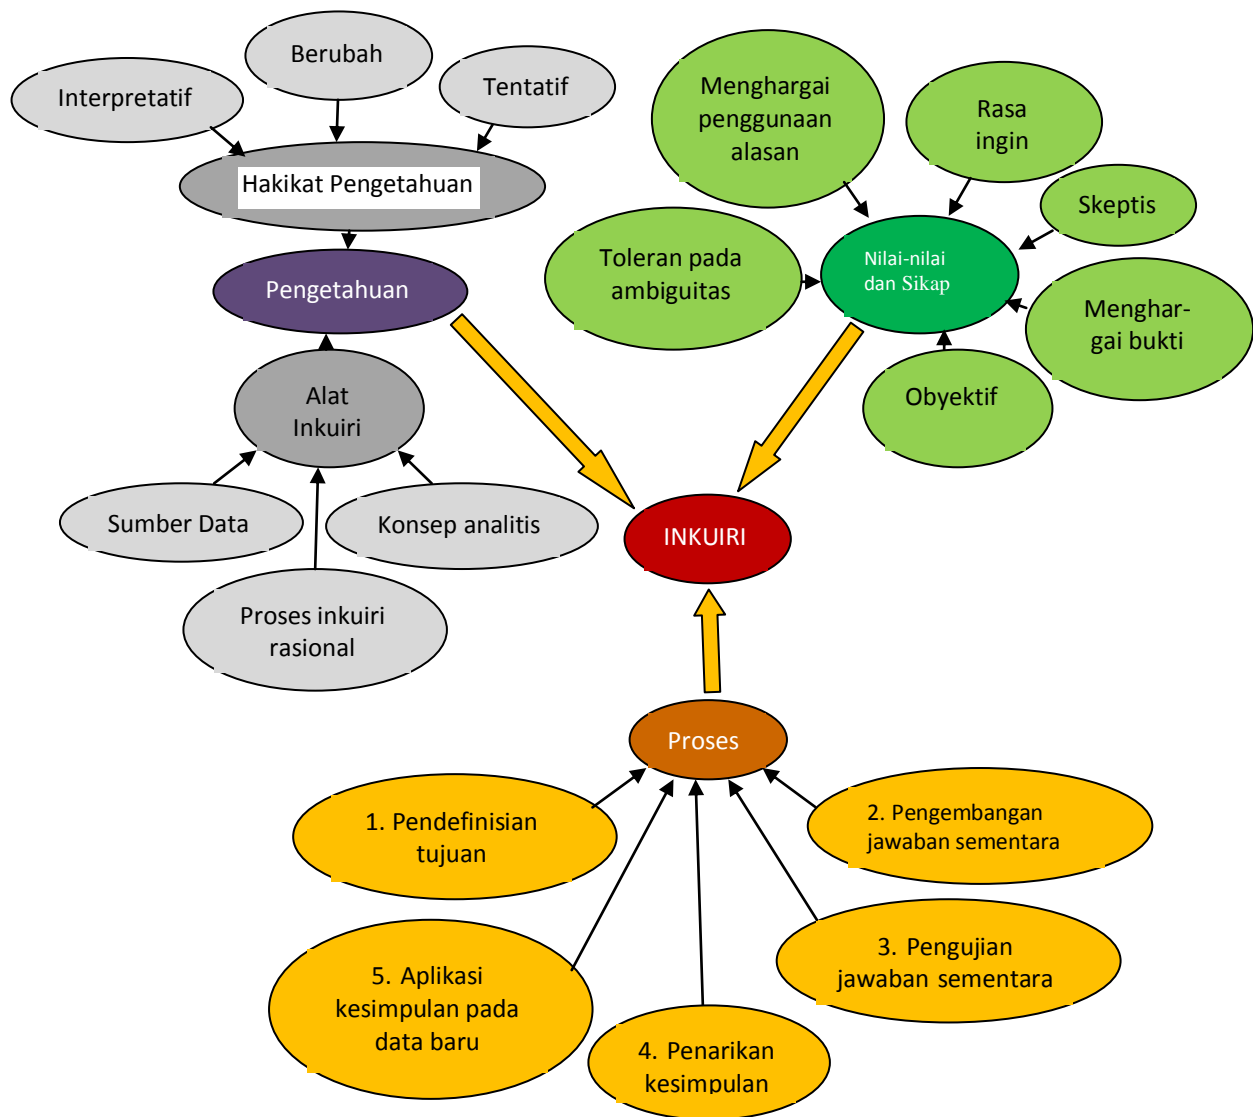 Berubah
Interpretatif
Tentatif
Hakikat Pengetahuan
Pengetahuan
Alat
Inkuiri
Sumber Data
Konsep analitis
Proses inkuiri
rasional
Menghargai
penggunaan
alasan
Rasa
ingin
Skeptis
Toleran pada
ambiguitas
Nilai-nilai
dan Sikap
Menghar-
gai bukti
Obyektif
INKUIRI
Proses
1. Pendefinisian
tujuan
2. Pengembangan
jawaban sementara
3. Pengujian
jawaban sementara
5. Aplikasi
kesimpulan pada
data baru
4. Penarikan
kesimpulan